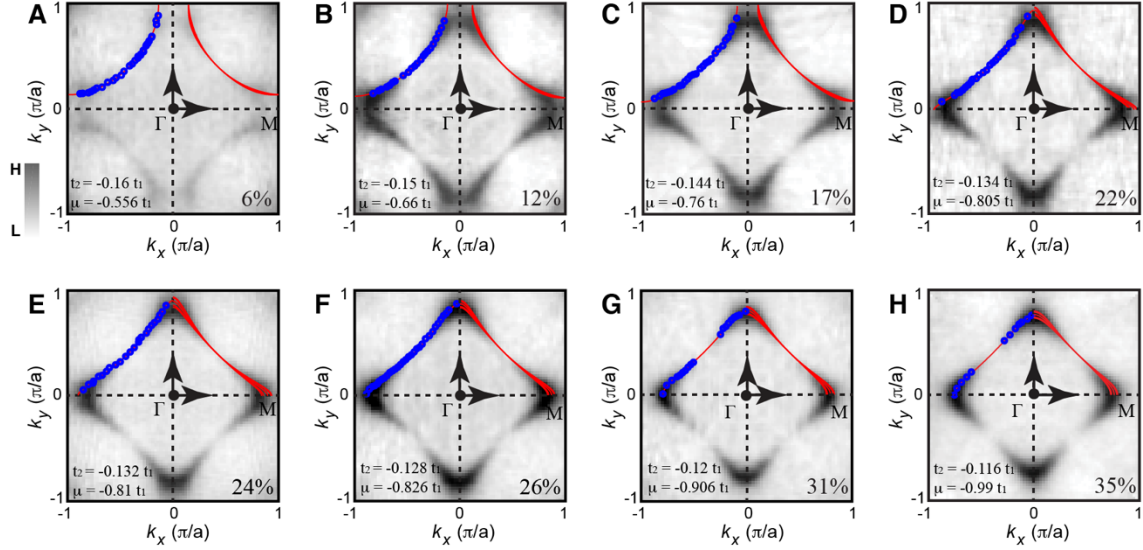 A
B
C
D
1
0
-1
k_y (π/a)
Γ
M
H
L
t₂ = -0.16 t₁
μ = -0.556 t₁
6%
-1
0
1
k_x (π/a)
1
0
-1
k_y (π/a)
Γ
M
t₂ = -0.15 t₁
μ = -0.66 t₁
12%
-1
0
1
k_x (π/a)
1
0
-1
k_y (π/a)
Γ
M
t₂ = -0.144 t₁
μ = -0.76 t₁
17%
-1
0
1
k_x (π/a)
1
0
-1
k_y (π/a)
Γ
M
t₂ = -0.134 t₁
μ = -0.805 t₁
22%
-1
0
1
k_x (π/a)
E
F
G
H
1
0
-1
k_y (π/a)
Γ
M
t₂ = -0.132 t₁
μ = -0.81 t₁
24%
-1
0
1
k_x (π/a)
1
0
-1
k_y (π/a)
Γ
M
t₂ = -0.128 t₁
μ = -0.826 t₁
26%
-1
0
1
k_x (π/a)
1
0
-1
k_y (π/a)
Γ
M
t₂ = -0.12 t₁
μ = -0.906 t₁
31%
-1
0
1
k_x (π/a)
1
0
-1
k_y (π/a)
Γ
M
t₂ = -0.116 t₁
μ = -0.99 t₁
35%
-1
0
1
k_x (π/a)